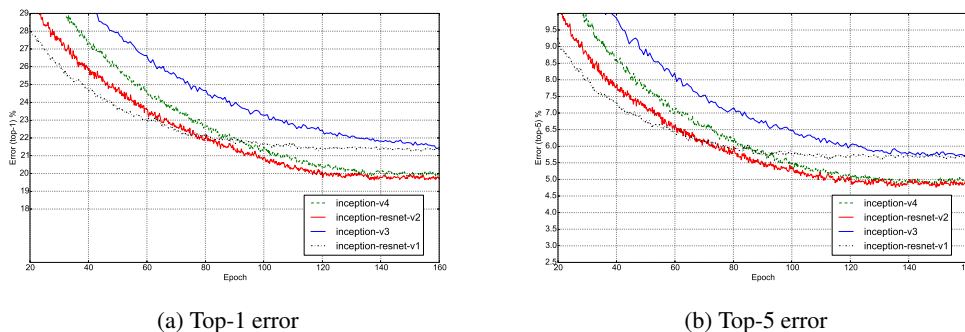 29
28
27
26
25
24
23
22
21
20
19
18
Error (top-1) %
20 40 60 80 100 120 140 160
Epoch
inception-v4
inception-resnet-v2
inception-v3
inception-resnet-v1
(a) Top-1 error
9.5
9.0
8.5
8.0
7.5
7.0
6.5
6.0
5.5
5.0
4.5
4.0
3.5
3.0
2.5
Error (top-5) %
20 40 60 80 100 120 140
Epoch
inception-v4
inception-resnet-v2
inception-v3
inception-resnet-v1
(b) Top-5 error